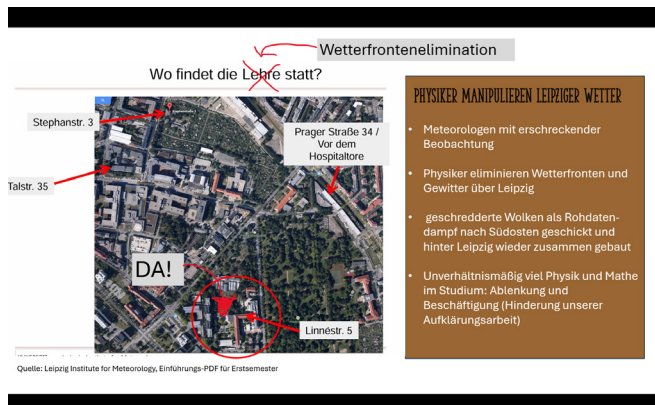 Wetterfrontenelimination
Wo findet die Lehre statt?
Stephanstr. 3
Prager Straße 34 /
Vor dem
Hospitaltore
Talstr. 35
DA!
Linnéstr. 5
PHYSIKER MANIPULIEREN LEIPZIGER WETTER
• Meteorologen mit erschreckender
Beobachtung
• Physiker eliminieren Wetterfronten und
Gewitter über Leipzig
• geschredderte Wolken als Rohdaten-
dampf nach Südosten geschickt und
hinter Leipzig wieder zusammen gebaut
• Unverhältnismäßig viel Physik und Mathe
im Studium: Ablenkung und
Beschäftigung (Hinderung unserer
Aufklärungsarbeit)
Quelle: Leipzig Institute for Meteorology, Einführungs-PDF für Erstsemester